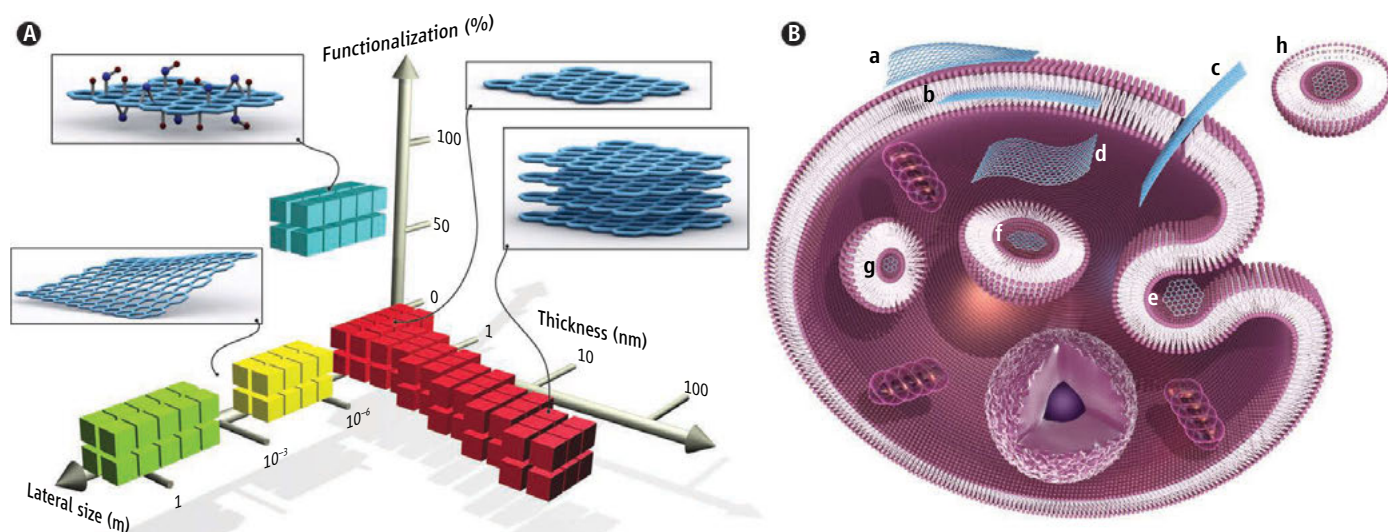 A
Functionalization (%)
100
50
0
Thickness (nm)
1
10
100
10⁻⁶
10⁻³
1
Lateral size (m)
B
a
b
c
d
e
f
g
h